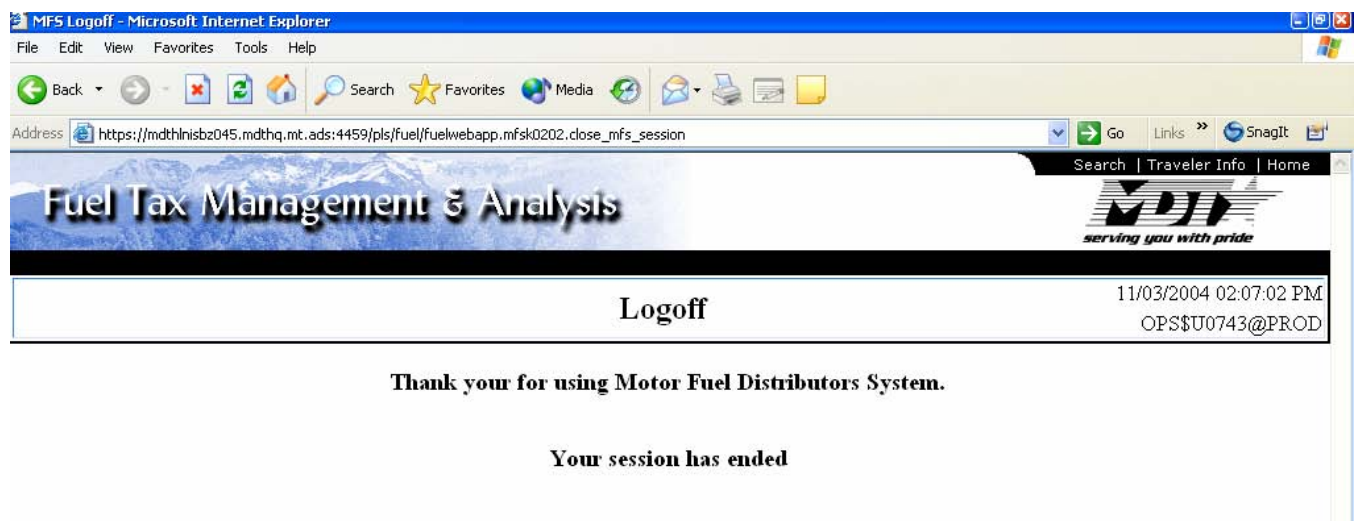 MFS Logoff - Microsoft Internet Explorer
File Edit View Favorites Tools Help
Back Search Favorites Media
Address https://mdthlnisbz045.mdthq.mt.ads:4459/pls/fuel/fuelwebapp.mfsk0202.close_mfs_session Go Links » SnagIt
Search | Traveler Info | Home
Fuel Tax Management & Analysis
MDT
serving you with pride
Logoff
11/03/2004 02:07:02 PM
OPS$U0743@PROD
Thank your for using Motor Fuel Distributors System.
Your session has ended